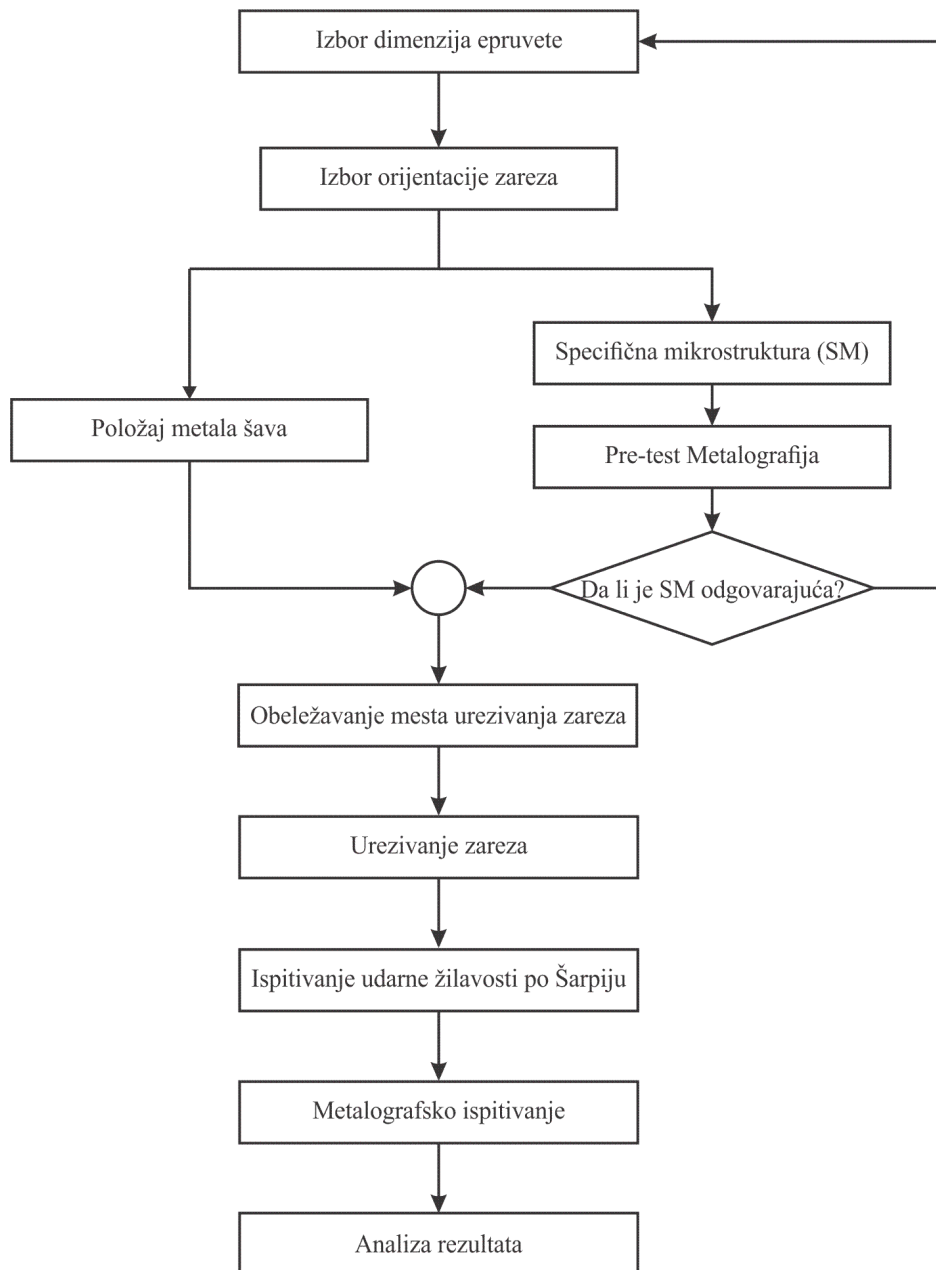 Izbor dimenzija epruvete
Izbor orijentacije zareza
Specifična mikrostruktura (SM)
Položaj metala šava
Pre-test Metalografija
Da li je SM odgovarajuća?
Obeležavanje mesta urezivanja zareza
Urezivanje zareza
Ispitivanje udarne žilavosti po Šarpiju
Metalografsko ispitivanje
Analiza rezultata